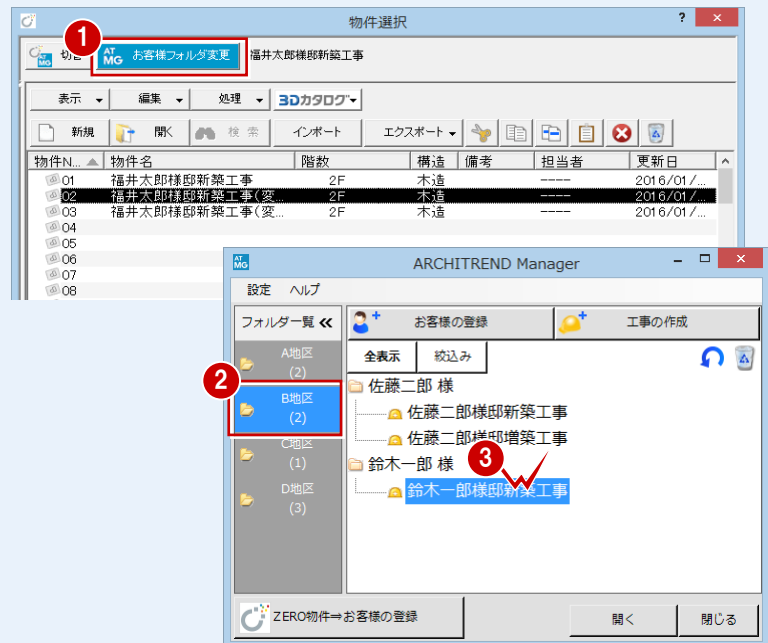 物件選択
?
1
AT MG
AT MG お客様フォルダ変更
福井太郎様邸新築工事
表示 編集 処理 3Dカタログ
新規 開く 検索 インポート エクスポート
物件N... 物件名 階数 構造 備考 担当者 更新日
01 福井太郎様邸新築工事 2F 木造 ---- 2016/01/...
02 福井太郎様邸新築工事(変... 2F 木造 ---- 2016/01/...
03 福井太郎様邸新築工事(変... 2F 木造 ---- 2016/01/...
04
05
06
07
08
AT MG
ARCHITREND Manager
設定 ヘルプ
フォルダ一覧 お客様の登録 工事の作成
A地区
(2)
2
B地区
(2)
C地区
(1)
D地区
(3)
全表示 絞込み
佐藤二郎 様
佐藤二郎様邸新築工事
佐藤二郎様邸増築工事
鈴木一郎 様
3
鈴木一郎様邸新築工事
ZERO物件⇒お客様の登録 開く 閉じる